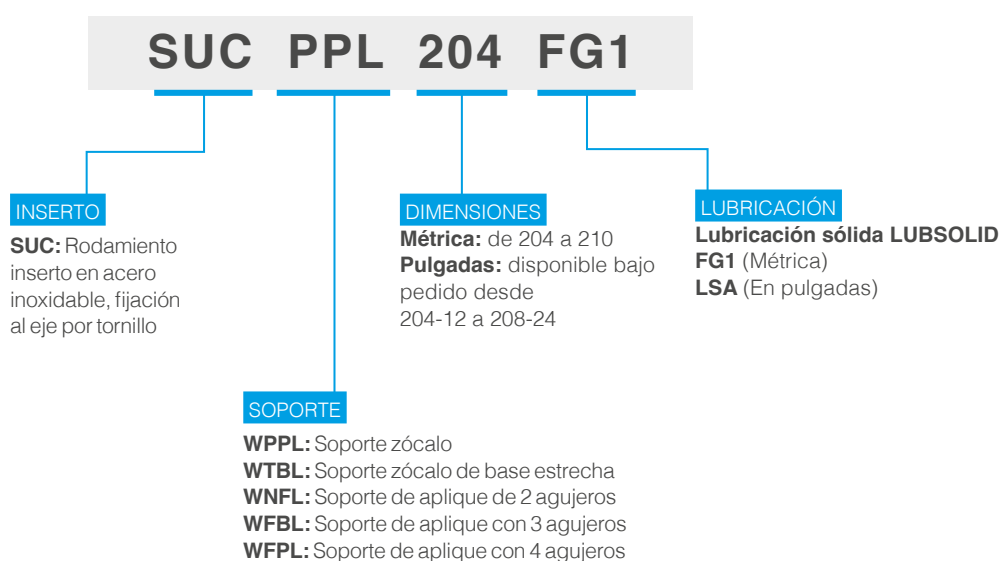 SUC PPL 204 FG1
INSERTO
SUC: Rodamiento
inserto en acero
inoxidable, fijación
al eje por tornillo
DIMENSIONES
Métrica: de 204 a 210
Pulgadas: disponible bajo
pedido desde
204-12 a 208-24
LUBRICACIÓN
Lubricación sólida LUBSOLID
FG1 (Métrica)
LSA (En pulgadas)
SOPORTE
WPPL: Soporte zócalo
WTBL: Soporte zócalo de base estrecha
WNFL: Soporte de aplique de 2 agujeros
WFBL: Soporte de aplique con 3 agujeros
WFPL: Soporte de aplique con 4 agujeros